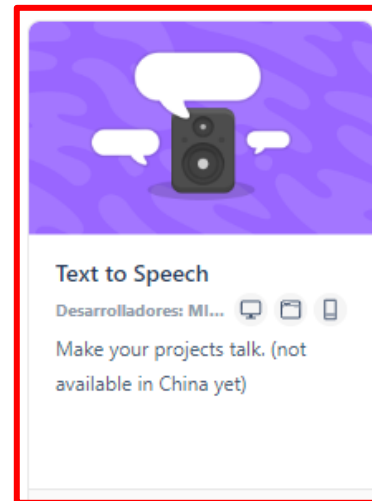 Text to Speech
Desarrolladores: MI...
Make your projects talk. (not
available in China yet)